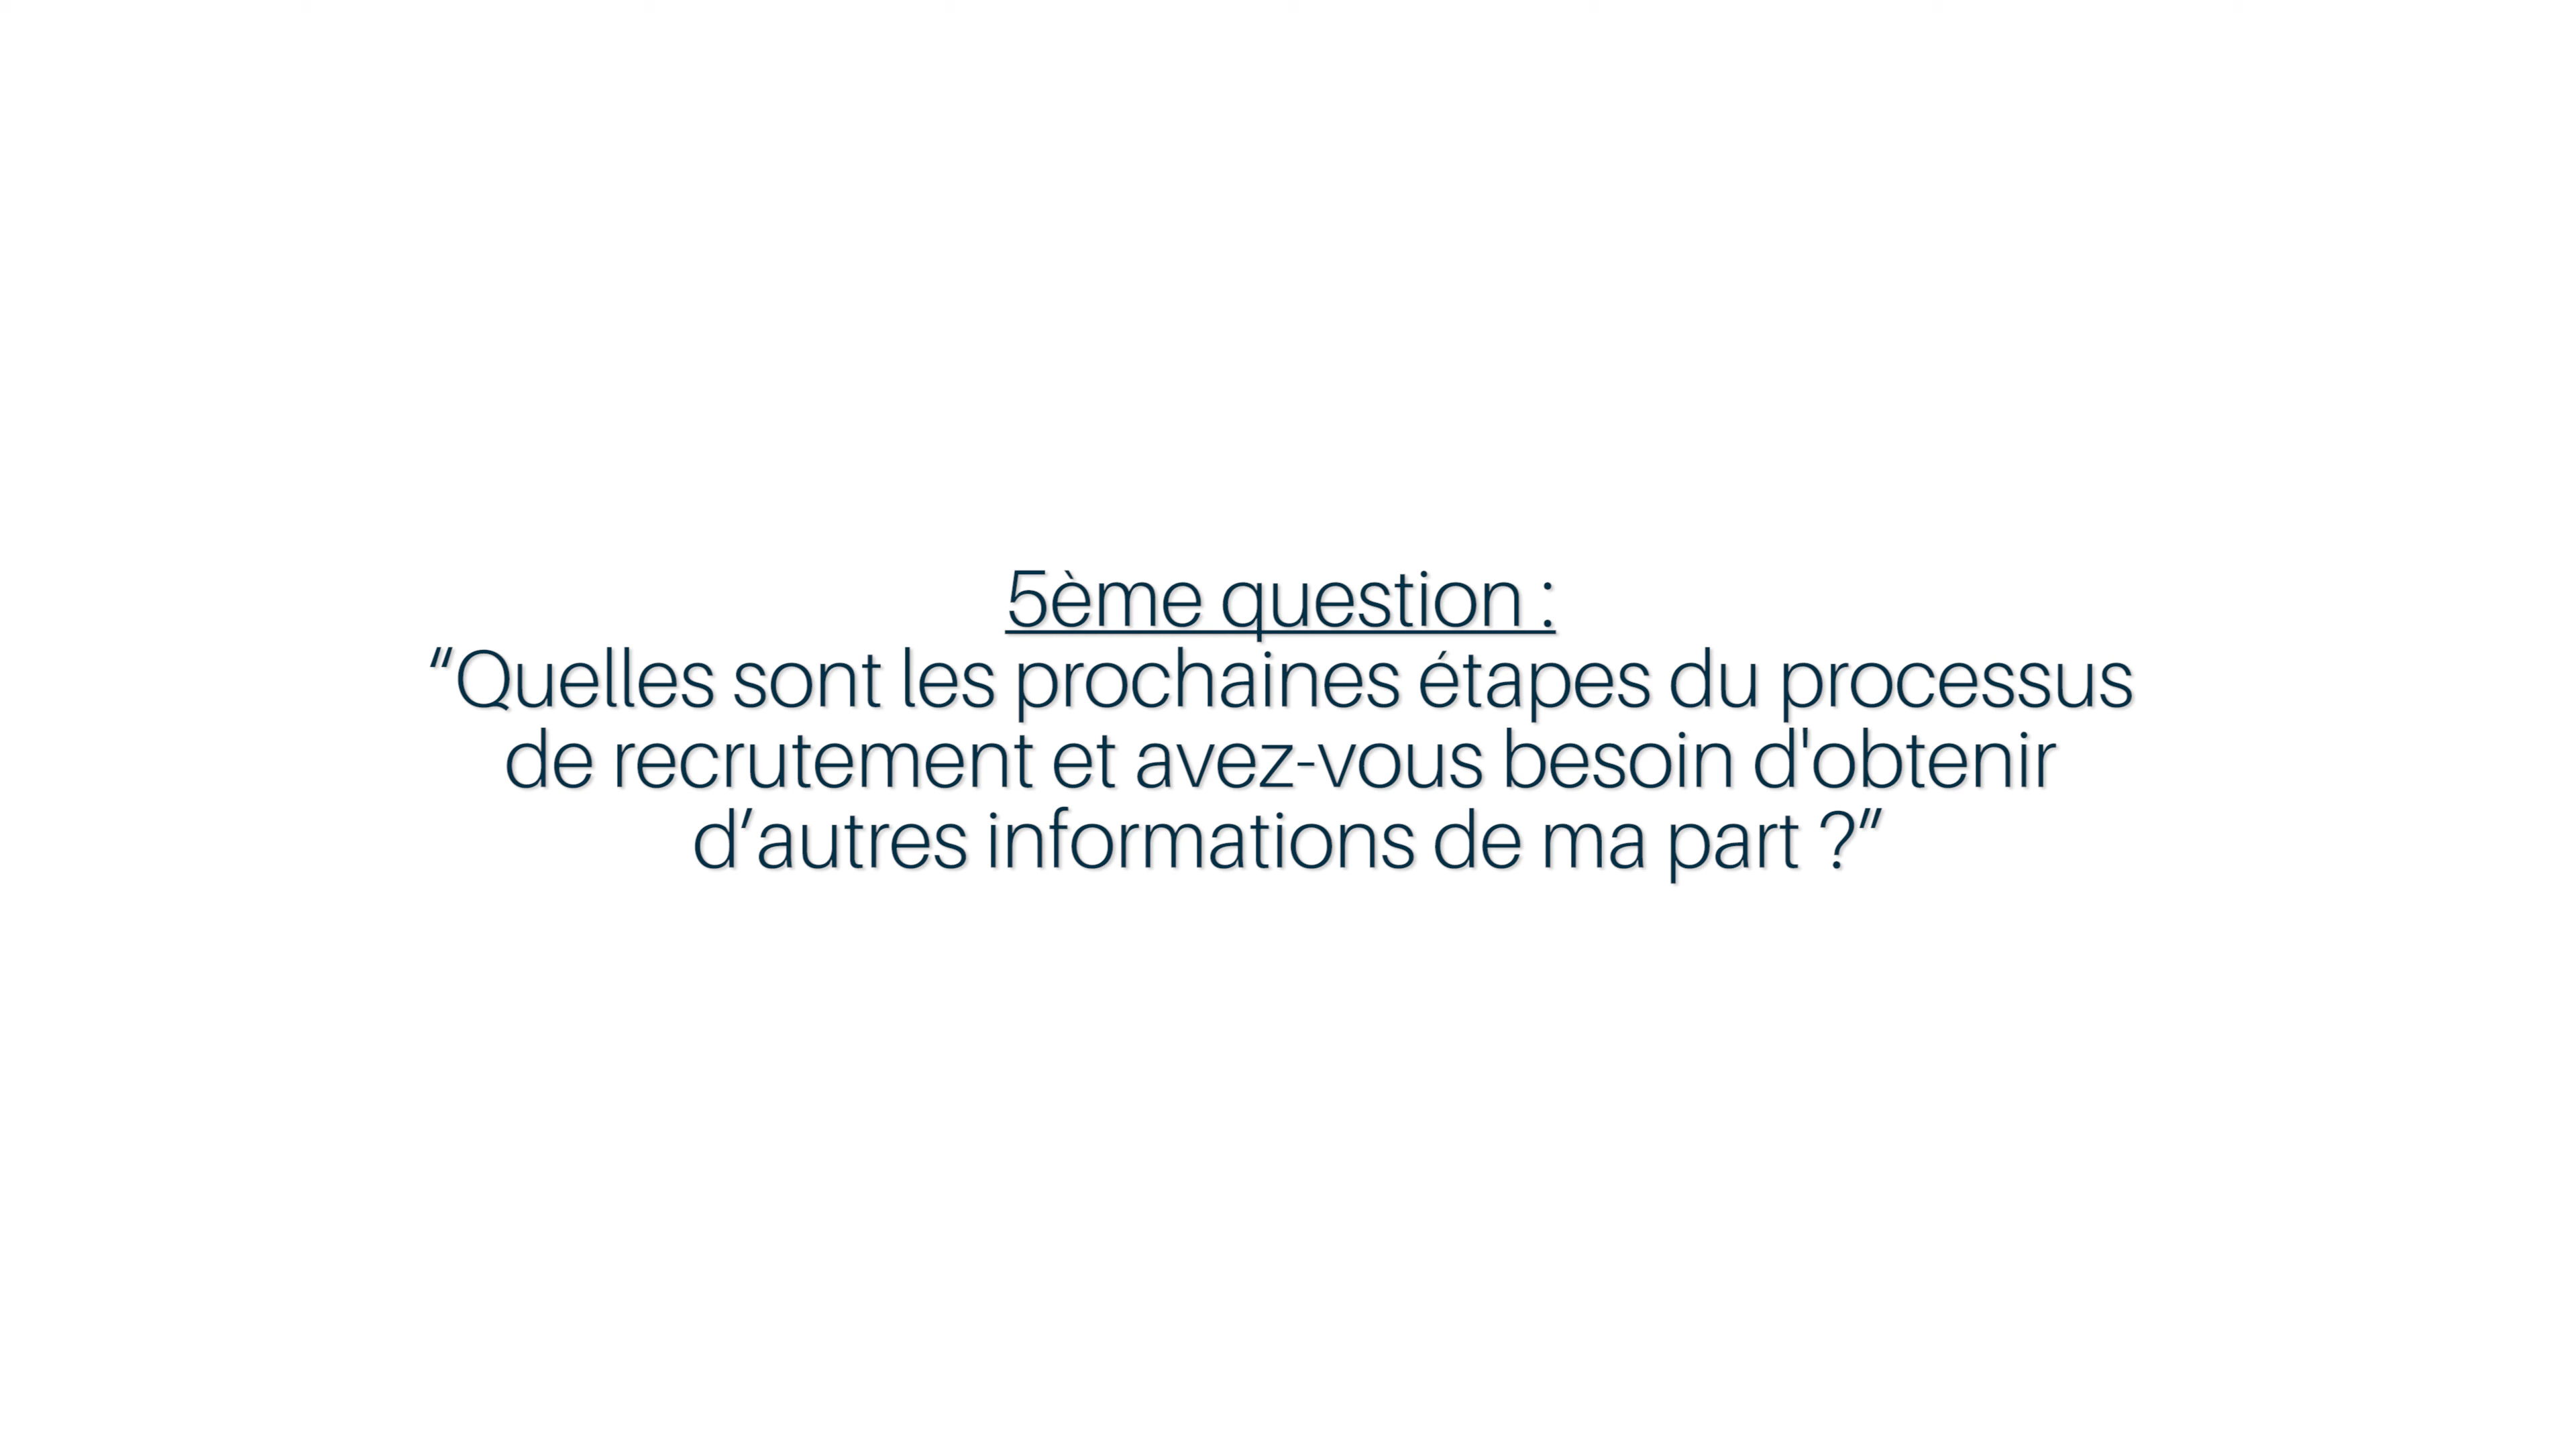 5ème question :
“Quelles sont les prochaines étapes du processus
de recrutement et avez-vous besoin d'obtenir
d’autres informations de ma part ?”